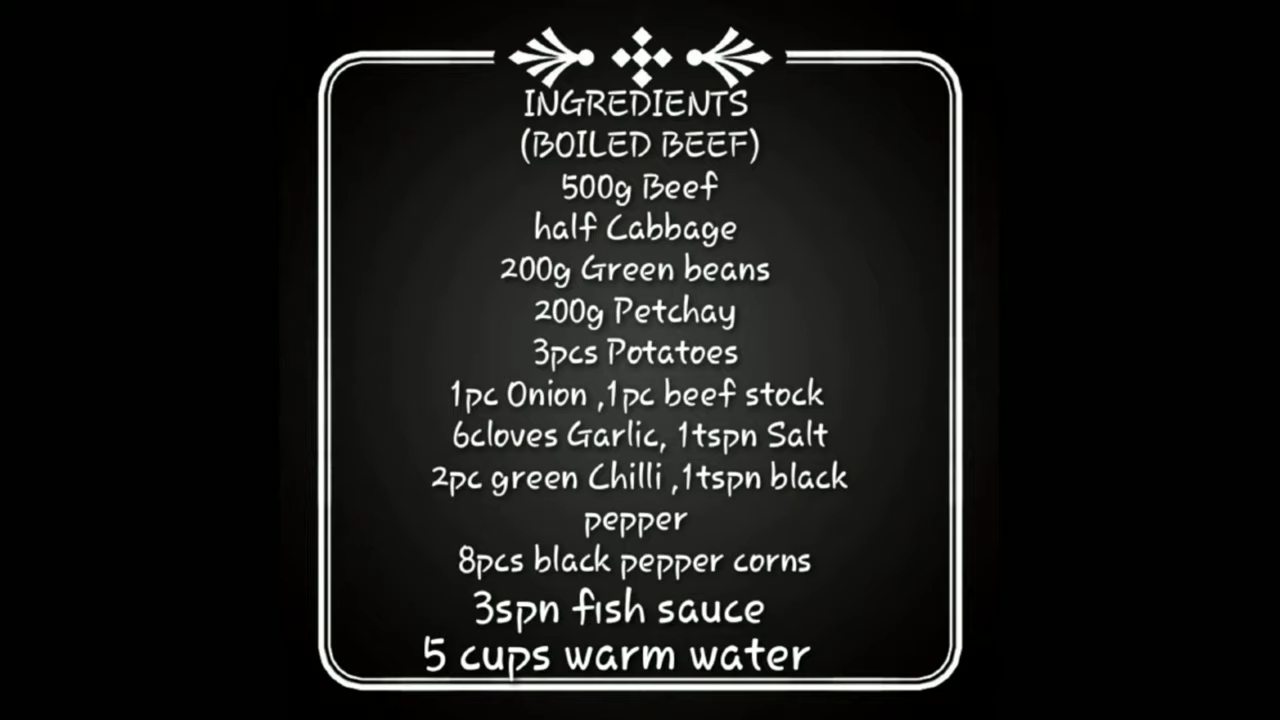 INGREDIENTS
(BOILED BEEF)
500g Beef
half Cabbage
200g Green beans
200g Petchay
3pcs Potatoes
1pc Onion ,1pc beef stock
6cloves Garlic, 1tspn Salt
2pc green Chilli ,1tspn black
pepper
8pcs black pepper corns
3spn fish sauce
5 cups warm water